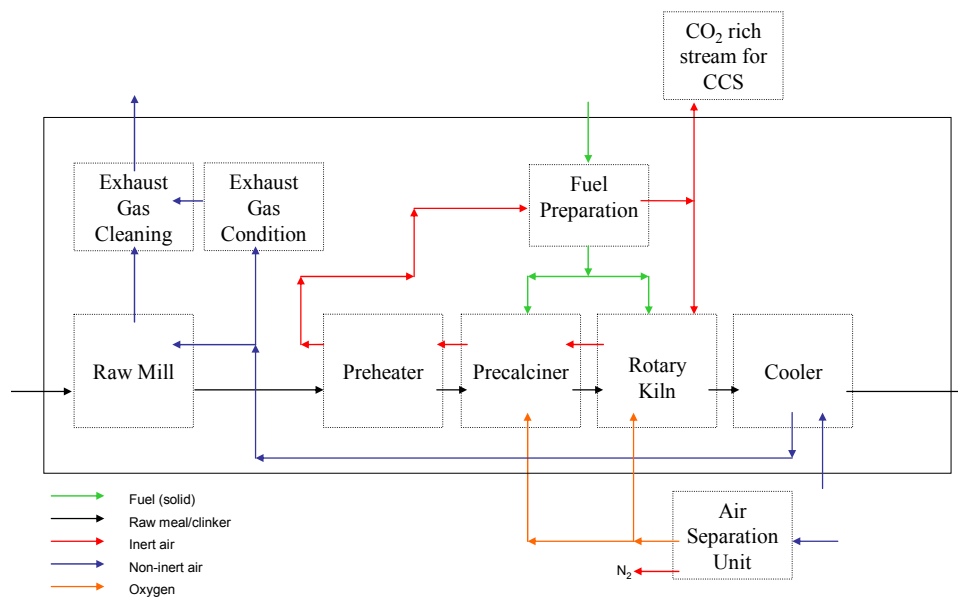 CO₂ rich
stream for
CCS
Exhaust
Gas
Cleaning
Exhaust
Gas
Condition
Fuel
Preparation
Raw Mill
Preheater
Precalciner
Rotary
Kiln
Cooler
Fuel (solid)
Raw meal/clinker
Inert air
Non-inert air
Oxygen
Air
Separation
Unit
N₂